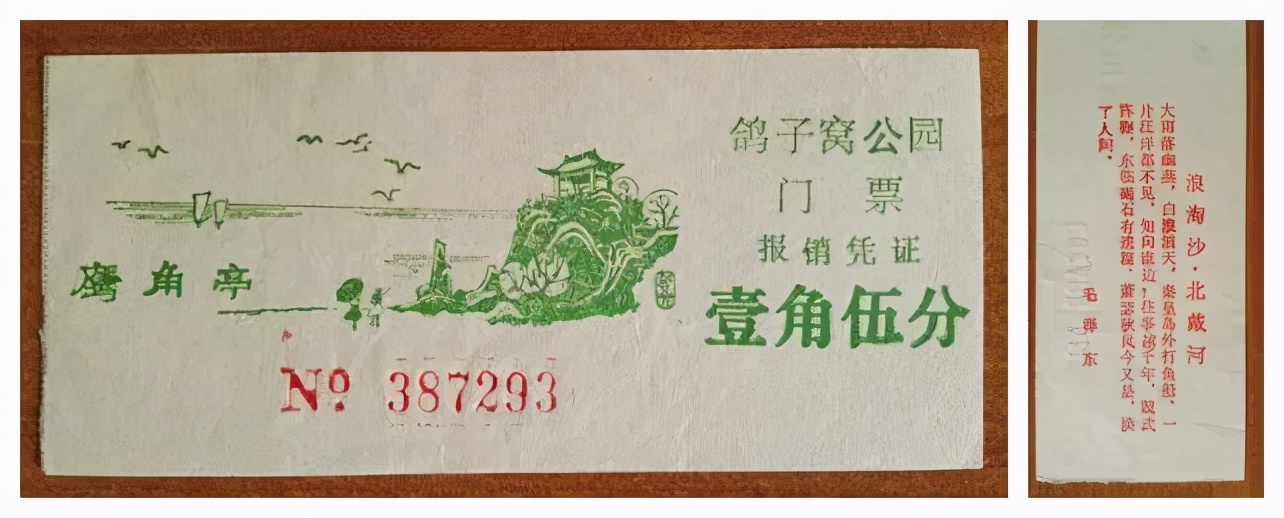 鸽子窝公园
门票
报销凭证
壹角伍分
鹰角亭
№ 387293
浪淘沙·北戴河
大雨落幽燕，白浪滔天，秦皇岛外打鱼船、一
片汪洋都不见，知向谁边？往事越千年，魏武
挥鞭，东临碣石有遗篇、萧瑟秋风今又是，换
了人间、
毛泽东